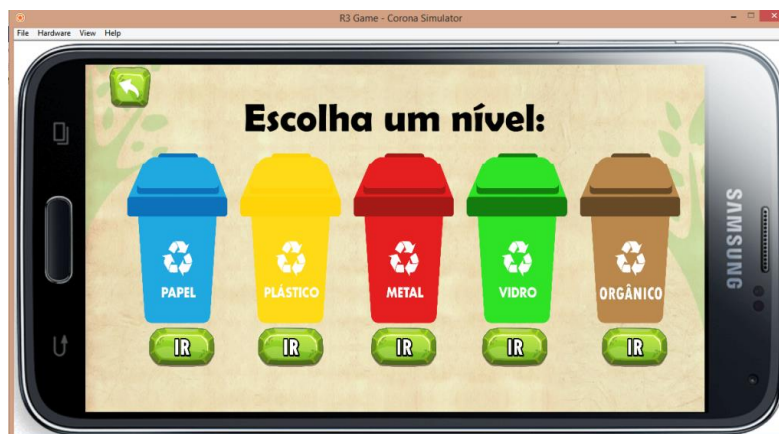 R3 Game - Corona Simulator
File Hardware View Help
Escolha um nível:
PAPEL PLÁSTICO METAL VIDRO ORGÂNICO
IR IR IR IR IR
SAMSUNG